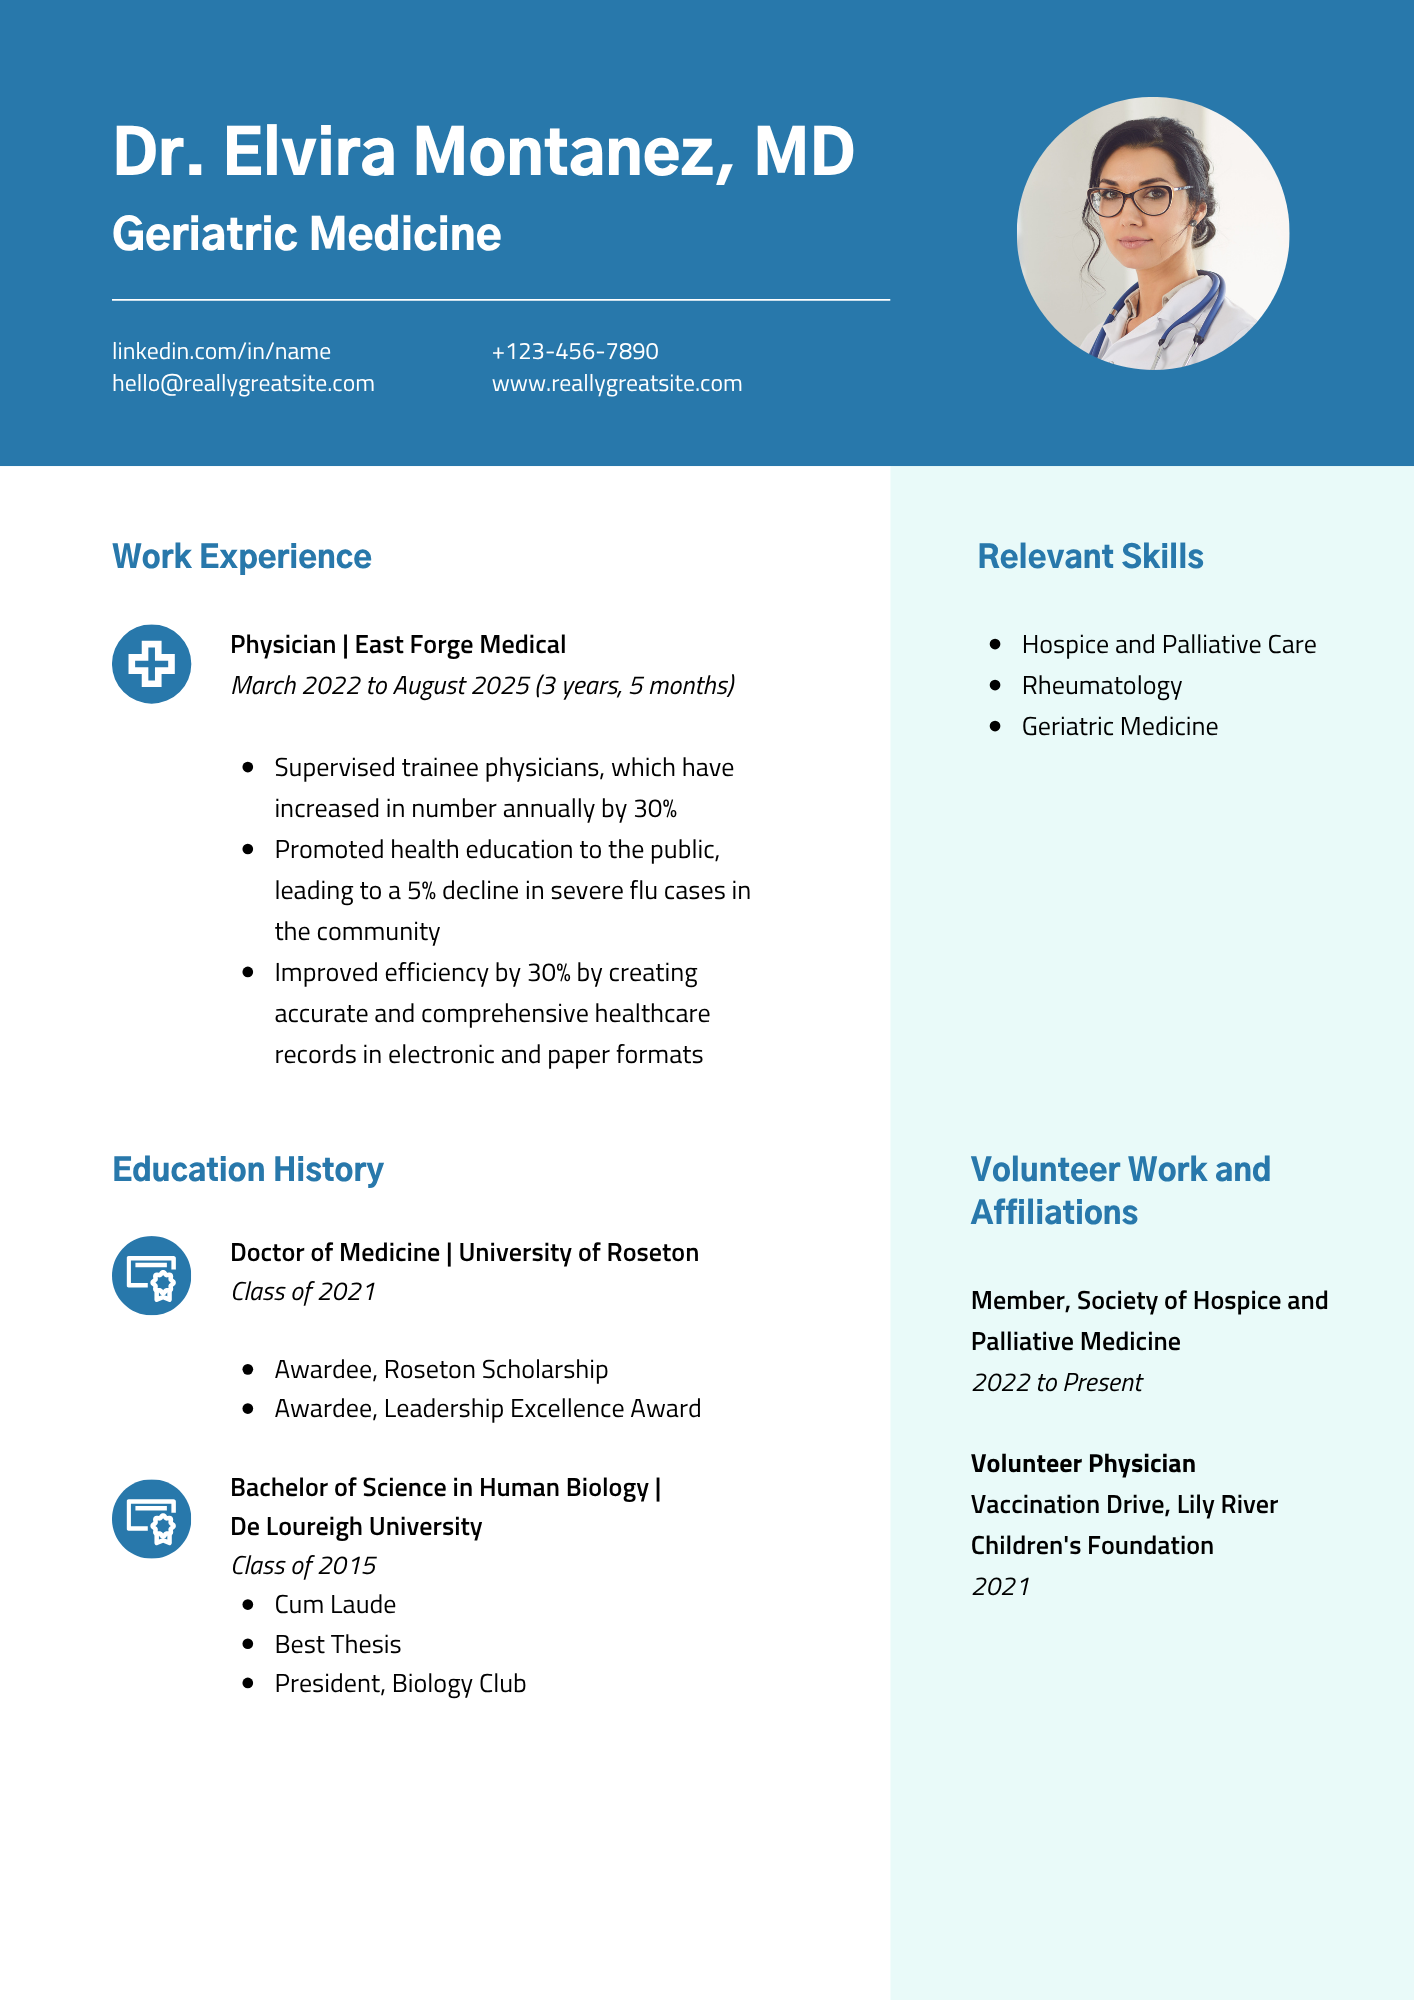 Dr. Elvira Montanez, MD
Geriatric Medicine
linkedin.com/in/name
hello@reallygreatsite.com
+123-456-7890
www.reallygreatsite.com
Work Experience
Physician | East Forge Medical
March 2022 to August 2025 (3 years, 5 months)
• Supervised trainee physicians, which have
increased in number annually by 30%
• Promoted health education to the public,
leading to a 5% decline in severe flu cases in
the community
• Improved efficiency by 30% by creating
accurate and comprehensive healthcare
records in electronic and paper formats
Education History
Doctor of Medicine | University of Roseton
Class of 2021
• Awardee, Roseton Scholarship
• Awardee, Leadership Excellence Award
Bachelor of Science in Human Biology |
De Loureigh University
Class of 2015
• Cum Laude
• Best Thesis
• President, Biology Club
Relevant Skills
• Hospice and Palliative Care
• Rheumatology
• Geriatric Medicine
Volunteer Work and
Affiliations
Member, Society of Hospice and
Palliative Medicine
2022 to Present
Volunteer Physician
Vaccination Drive, Lily River
Children's Foundation
2021